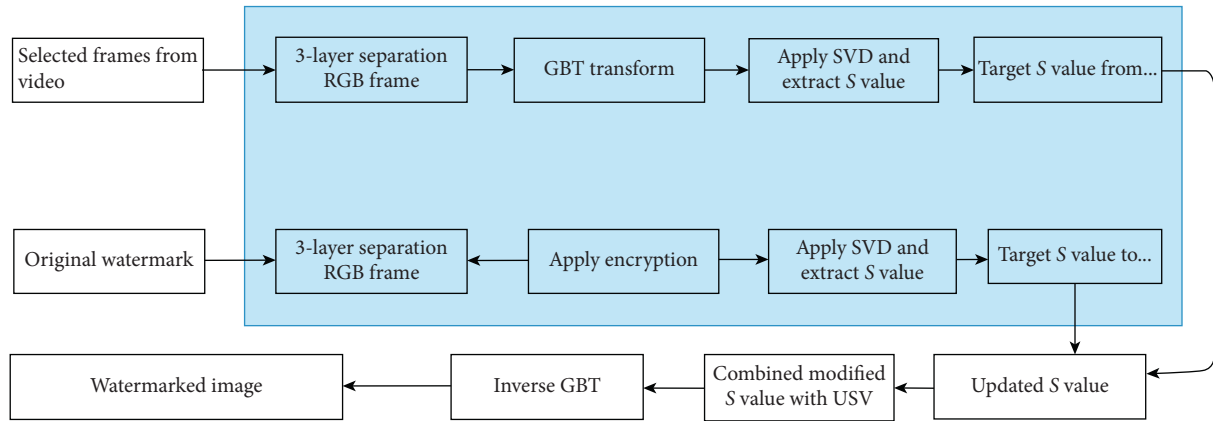 Selected frames from
video
3-layer separation
RGB frame
GBT transform
Apply SVD and
extract S value
Target S value from...
Original watermark
3-layer separation
RGB frame
Apply encryption
Apply SVD and
extract S value
Target S value to...
Watermarked image
Inverse GBT
Combined modified
S value with USV
Updated S value